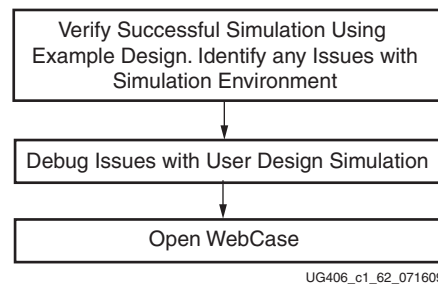 Verify Successful Simulation Using
Example Design. Identify any Issues with
Simulation Environment
Debug Issues with User Design Simulation
Open WebCase
UG406_c1_62_071609